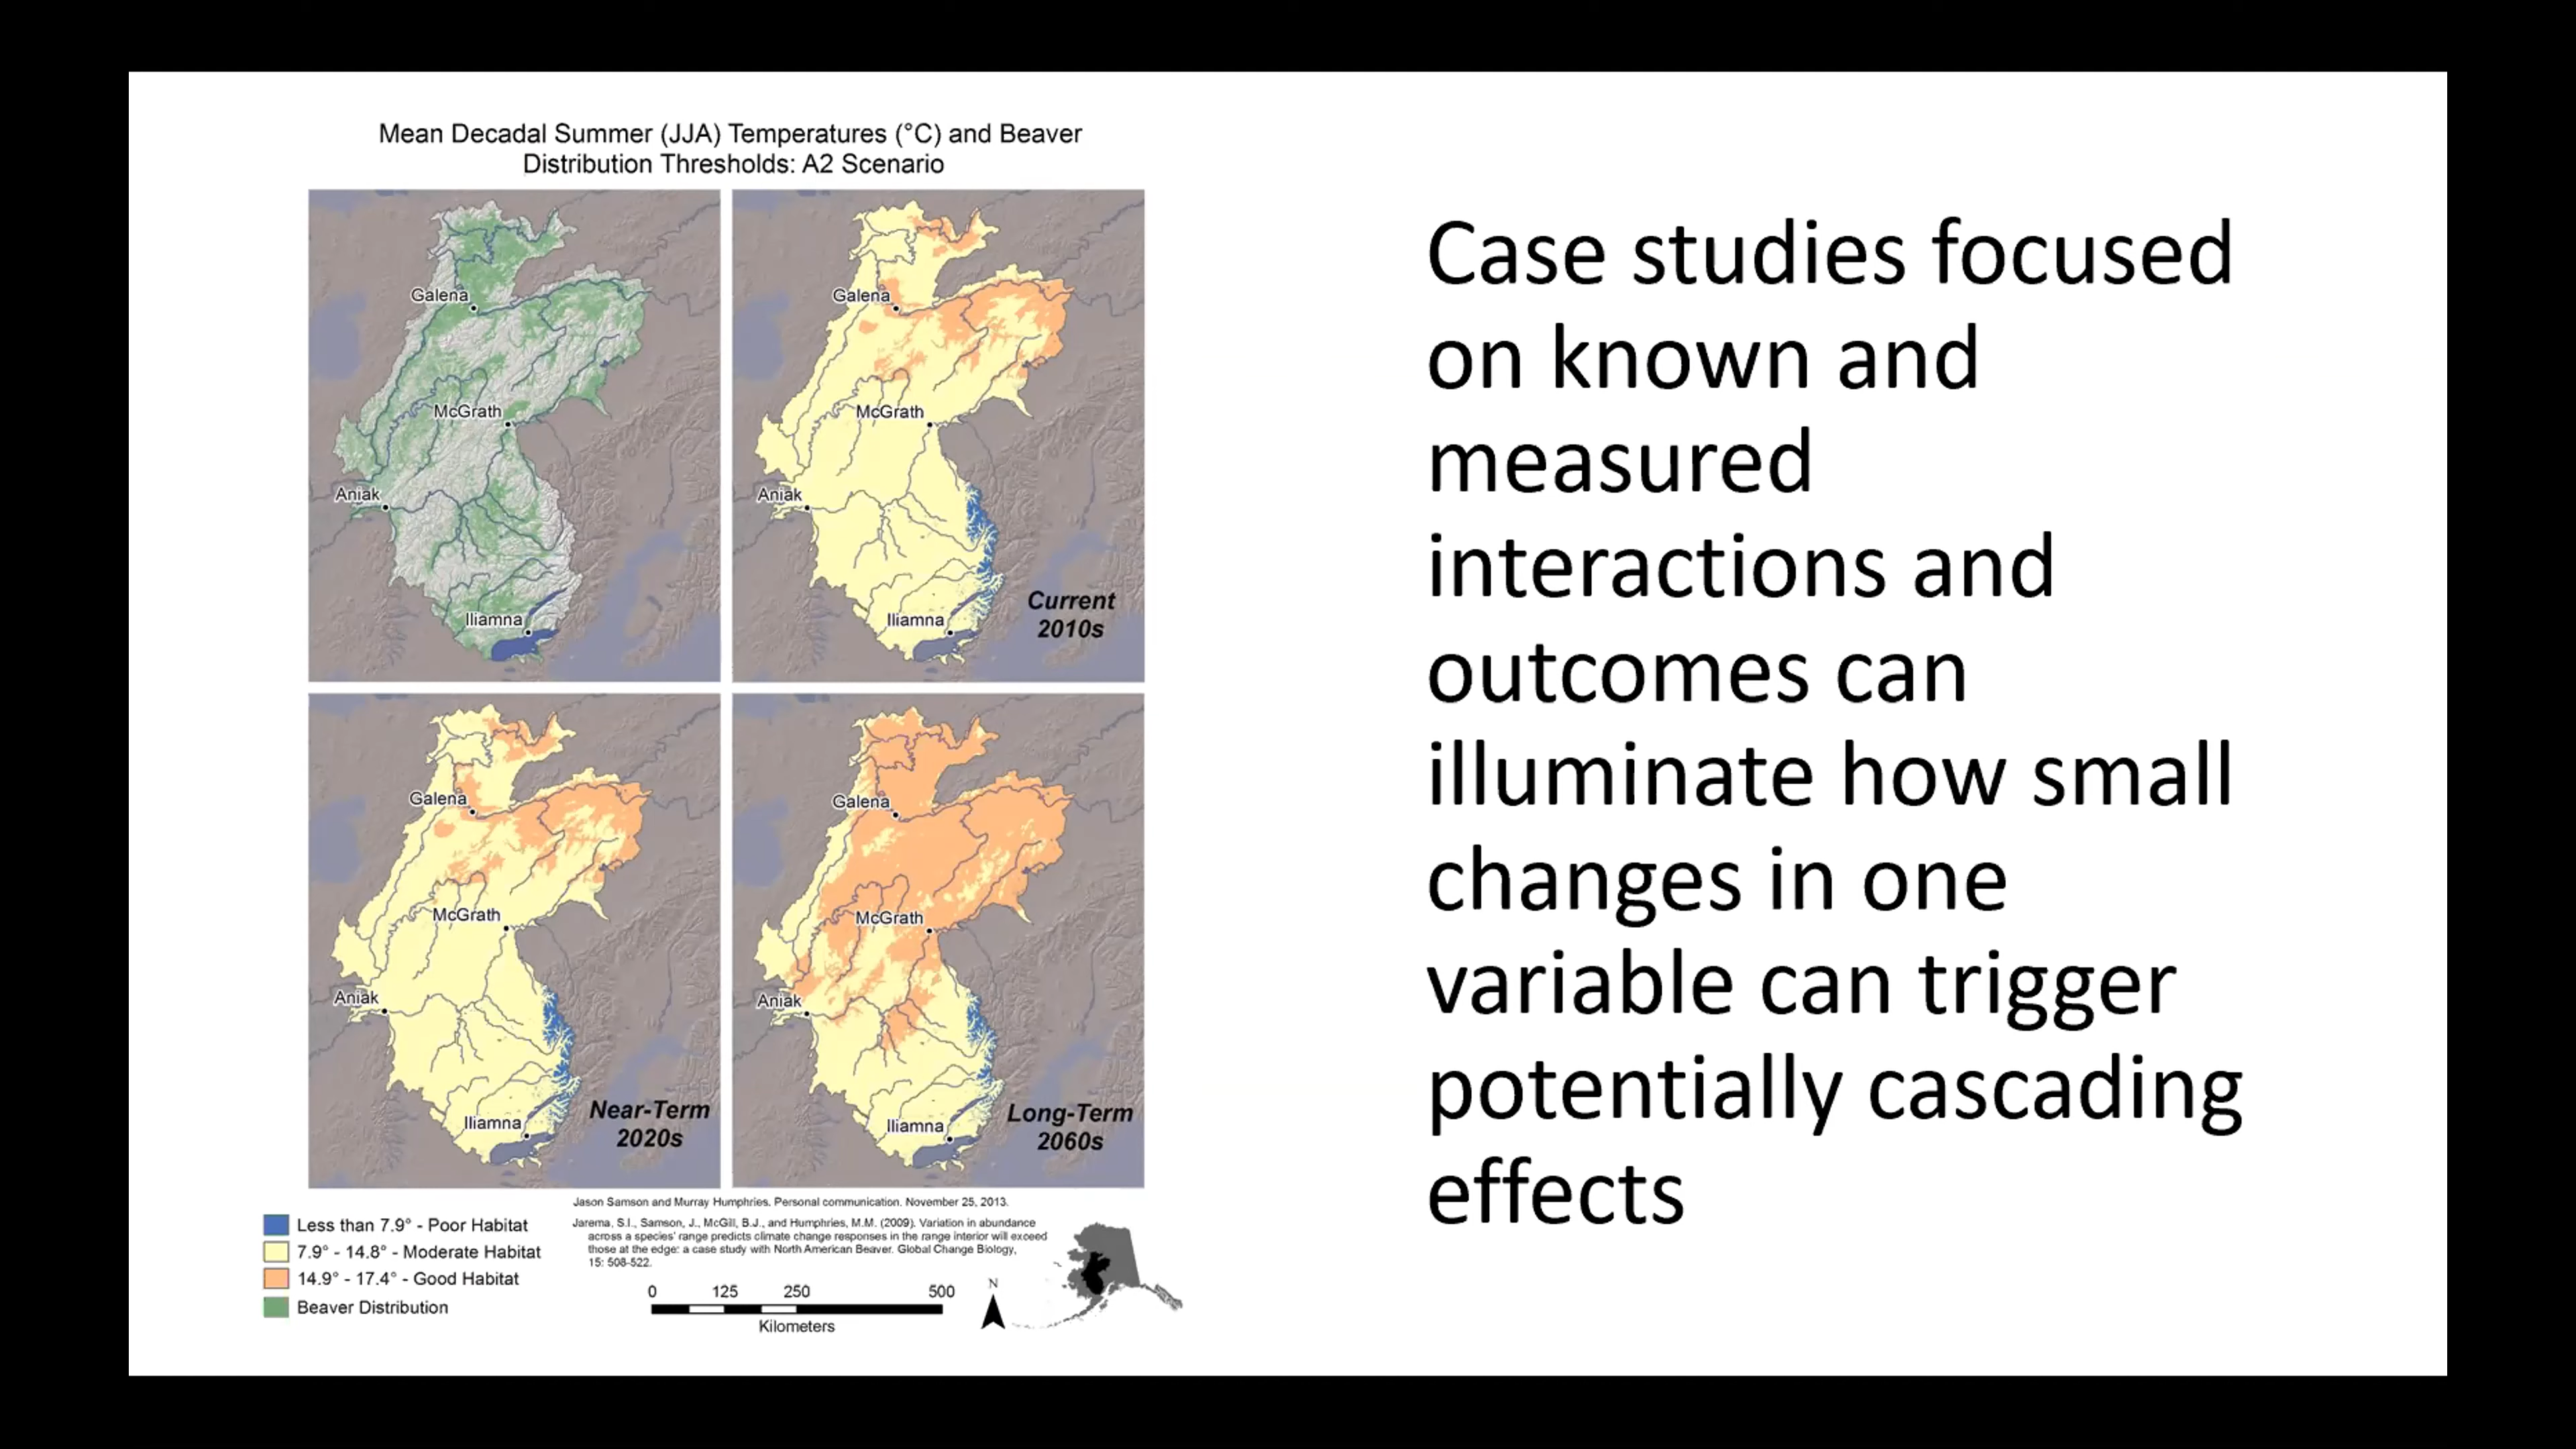 Mean Decadal Summer (JJA) Temperatures (°C) and Beaver
Distribution Thresholds: A2 Scenario
Galena
McGrath
Aniak
Iliamna
Galena
McGrath
Aniak
Iliamna
Current
2010s
Galena
McGrath
Aniak
Iliamna
Near-Term
2020s
Galena
McGrath
Aniak
Iliamna
Long-Term
2060s
Less than 7.9° - Poor Habitat
7.9° - 14.8° - Moderate Habitat
14.9° - 17.4° - Good Habitat
Beaver Distribution
Jason Samson and Murray Humphries. Personal communication. November 25, 2013.
Jarema, S.I., Samson, J., McGill, B.J., and Humphries, M.M. (2009). Variation in abundance
across a species' range predicts climate change responses in the range interior will exceed
those at the edge: a case study with North American Beaver. Global Change Biology,
15: 508-522.
0 125 250 500
Kilometers
N
Case studies focused
on known and
measured
interactions and
outcomes can
illuminate how small
changes in one
variable can trigger
potentially cascading
effects